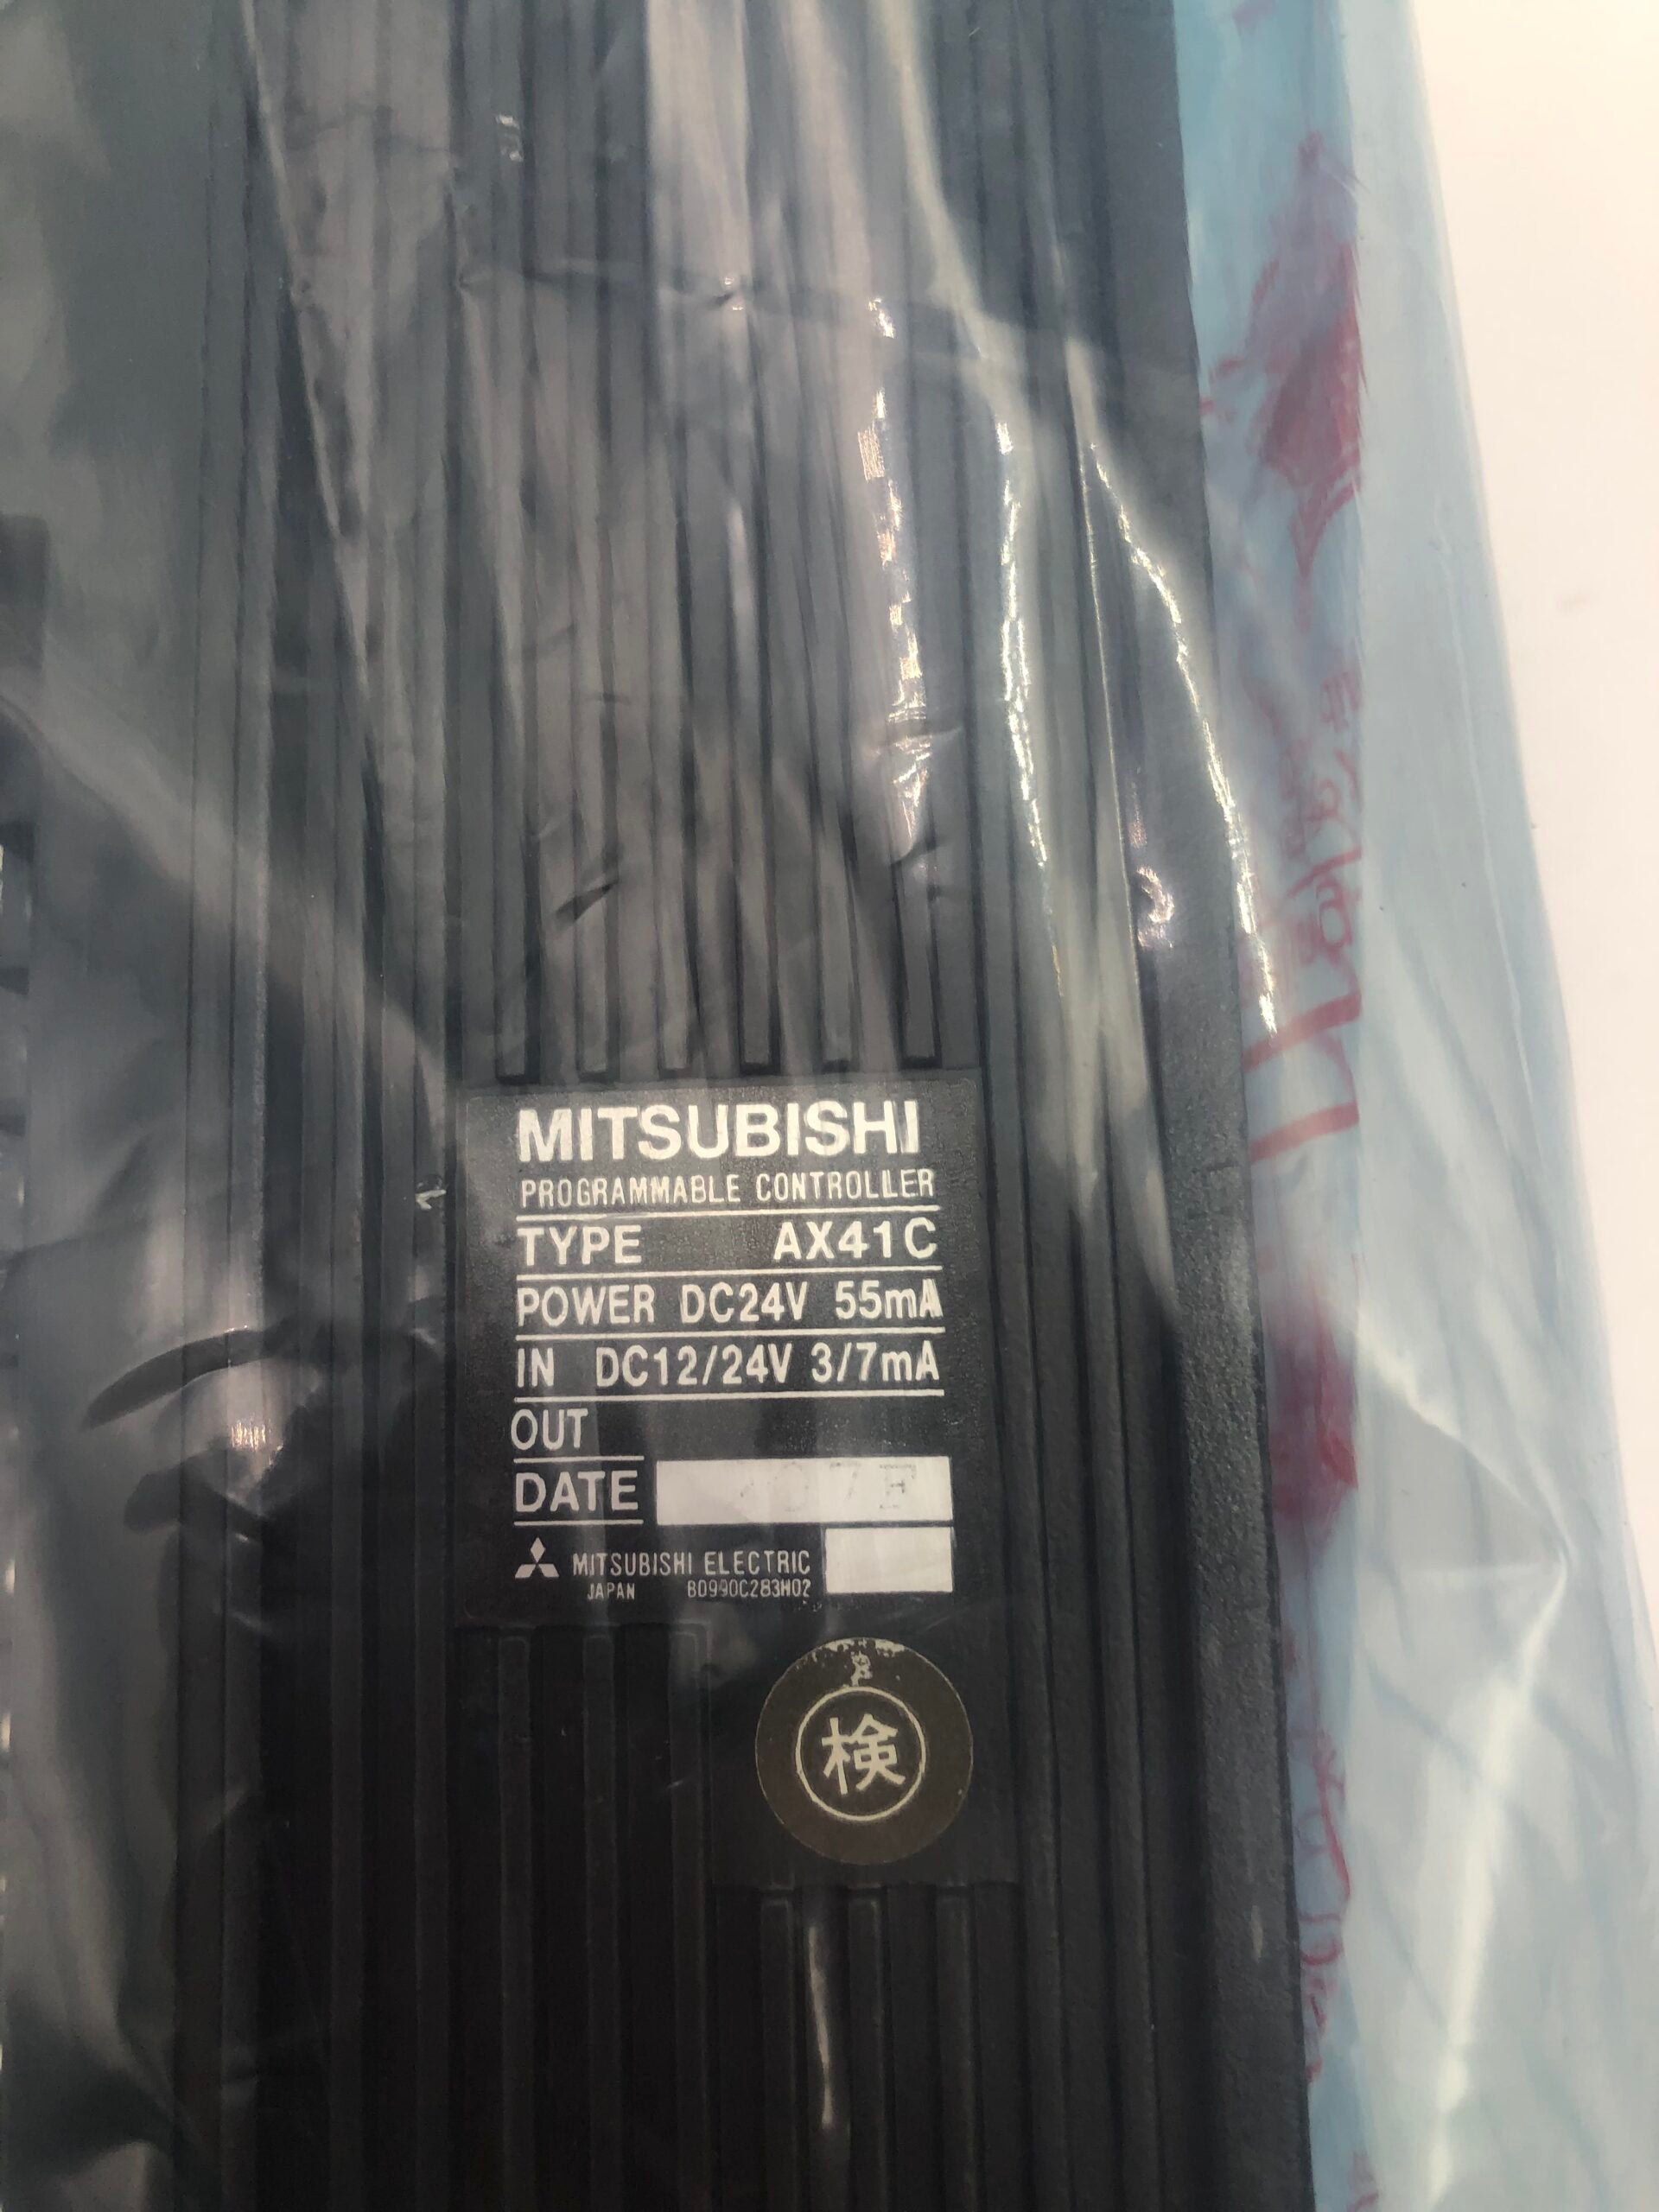 MITSUBISHI
PROGRAMMABLE CONTROLLER
TYPE AX41C
POWER DC24V 55mA
IN DC12/24V 3/7mA
OUT
DATE
MITSUBISHI ELECTRIC
JAPAN BD990C283H02
検